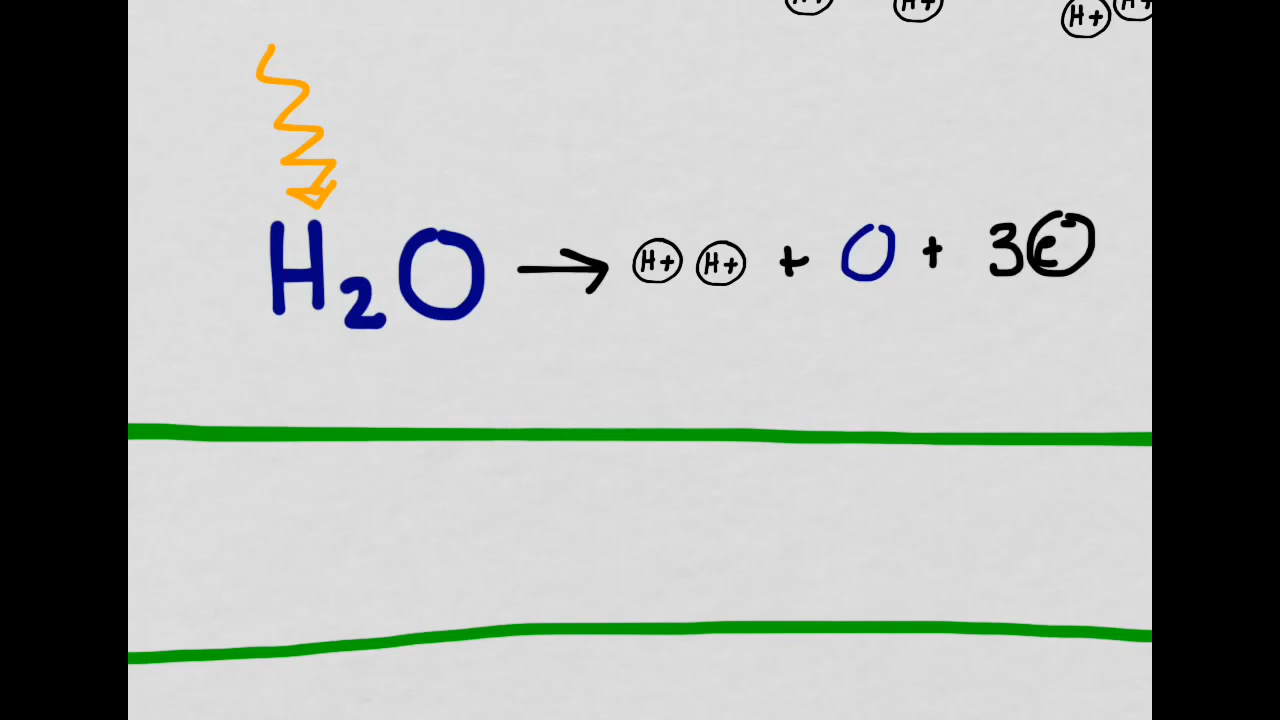 H+ H+ H+ H+
H₂O → H+ H+ + O + 3e⁻